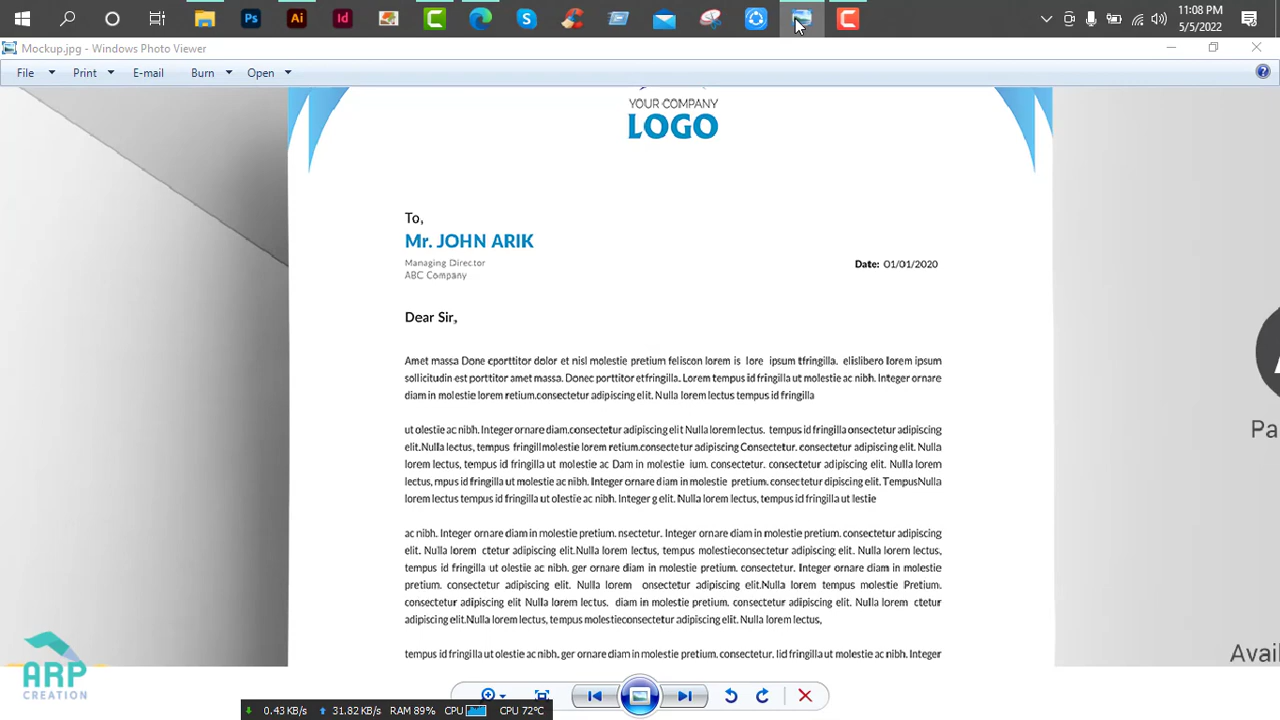 11:08 PM
5/5/2022
Mockup.jpg - Windows Photo Viewer
File Print E-mail Burn Open
YOUR COMPANY
LOGO
To,
Mr. JOHN ARIK
Managing Director
ABC Company
Date: 01/01/2020
Dear Sir,
Amet massa Done cporttitor dolor et nisl molestie pretium feliscon lorem is lore ipsum tfringilla. elislibero lorem ipsum
sollicitudin est porttitor amet massa. Donec porttitor etfringilla. Lorem tempus id fringilla ut molestie ac nibh. Integer ornare
diam in molestie lorem retium.consectetur adipiscing elit. Nulla lorem lectus tempus id fringilla
ut olestie ac nibh. Integer ornare diam.consectetur adipiscing elit Nulla lorem lectus. tempus id fringilla onsectetur adipiscing
elit.Nulla lectus, tempus fringill molestie lorem retium.consectetur adipiscing Consectetur. consectetur adipiscing elit. Nulla
lorem lectus, tempus id fringilla ut molestie ac Dam in molestie ium. consectetur. consectetur adipiscing elit. Nulla lorem
lectus, mpus id fringilla ut molestie ac nibh. Integer ornare diam in molestie pretium. consectetur dipiscing elit. TempusNulla
lorem lectus tempus id fringilla ut olestie ac nibh. Integer g elit. Nulla lorem lectus, tempus id fringilla ut lestie
ac nibh. Integer ornare diam in molestie pretium. nsectetur. Integer ornare diam in molestie pretium. consectetur adipiscing
elit. Nulla lorem ctetur adipiscing elit.Nulla lorem lectus, tempus molestieconsectetur adipiscing elit. Nulla lorem lectus,
tempus id fringilla ut olestie ac nibh. ger ornare diam in molestie pretium. consectetur. Integer ornare diam in molestie
pretium. consectetur adipiscing elit. Nulla lorem onsectetur adipiscing elit.Nulla lorem tempus molestie Pretium.
consectetur adipiscing elit Nulla lorem lectus. diam in molestie pretium. consectetur adipiscing elit. Nulla lorem ctetur
adipiscing elit.Nulla lorem lectus, tempus molestieconsectetur adipiscing elit. Nulla lorem lectus,
tempus id fringilla ut olestie ac nibh. ger ornare diam in molestie pretium. consectetur. Iid fringilla ut molestie ac nibh. Integer
Pa
Availa
ARP
CREATION
0.43 KB/s 31.82 KB/s RAM 89% CPU CPU 72°C